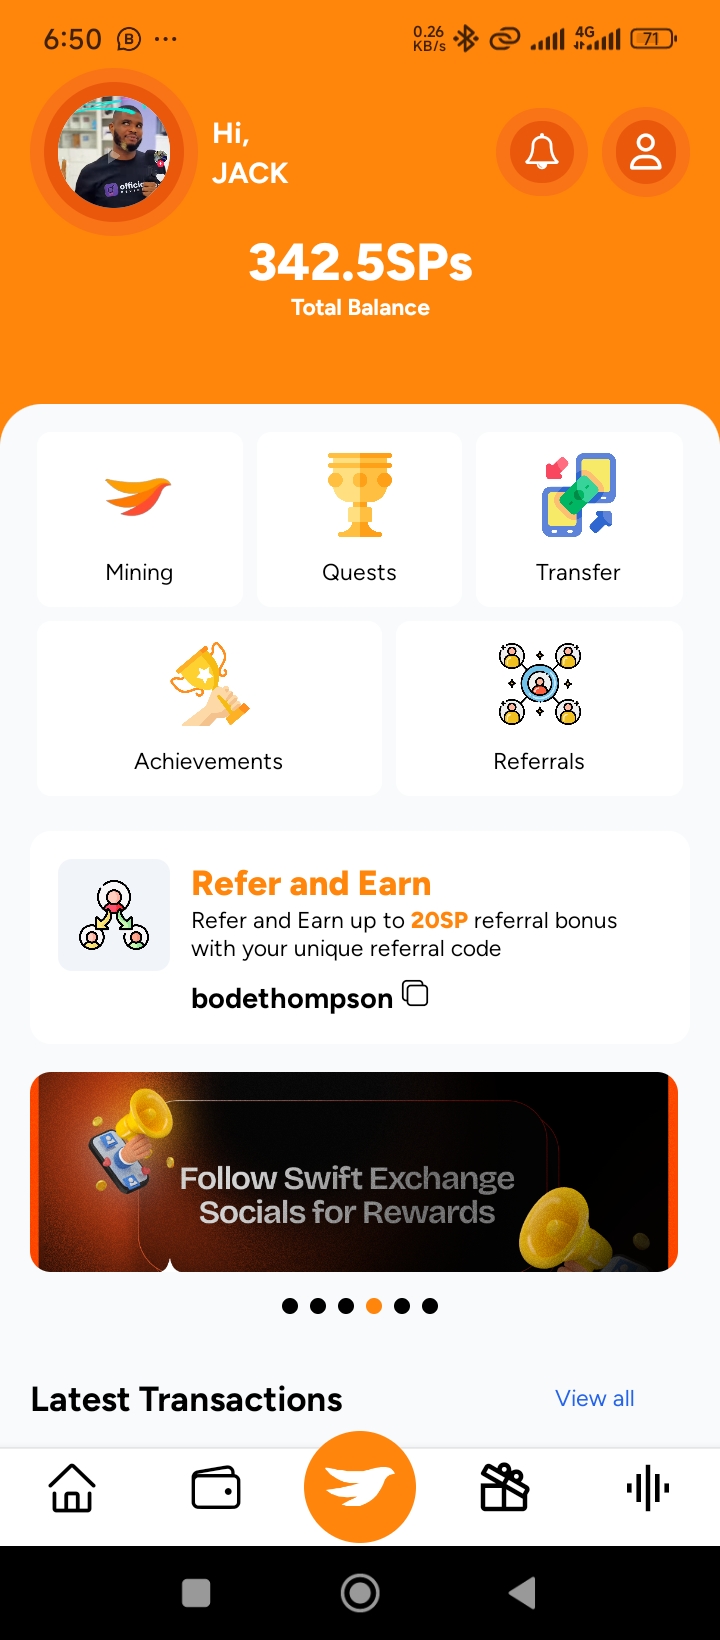 6:50
0.26
KB/s
4G
71
Hi,
JACK
342.5SPs
Total Balance
Mining
Quests
Transfer
Achievements
Referrals
Refer and Earn
Refer and Earn up to 20SP referral bonus
with your unique referral code
bodethompson
Follow Swift Exchange
Socials for Rewards
Latest Transactions
View all